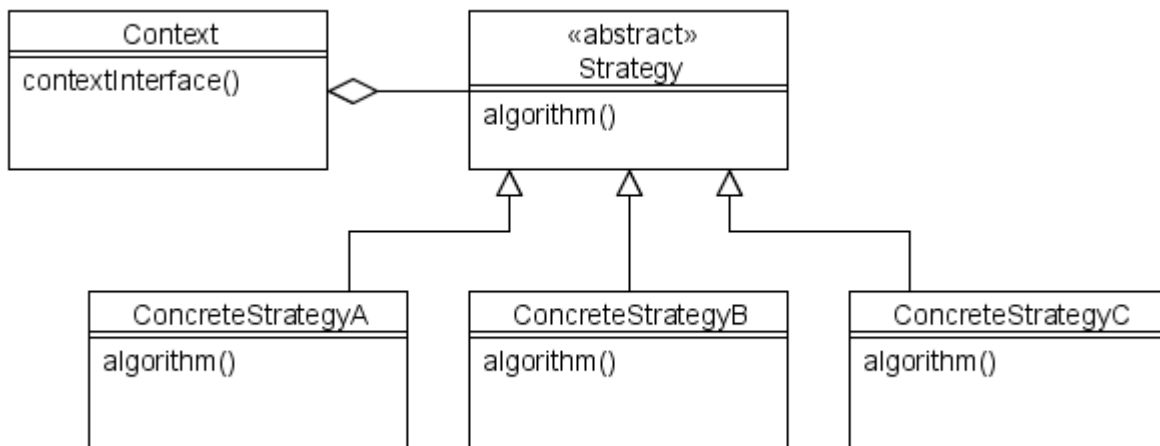 Context
contextInterface()
«abstract»
Strategy
algorithm()
ConcreteStrategyA
algorithm()
ConcreteStrategyB
algorithm()
ConcreteStrategyC
algorithm()